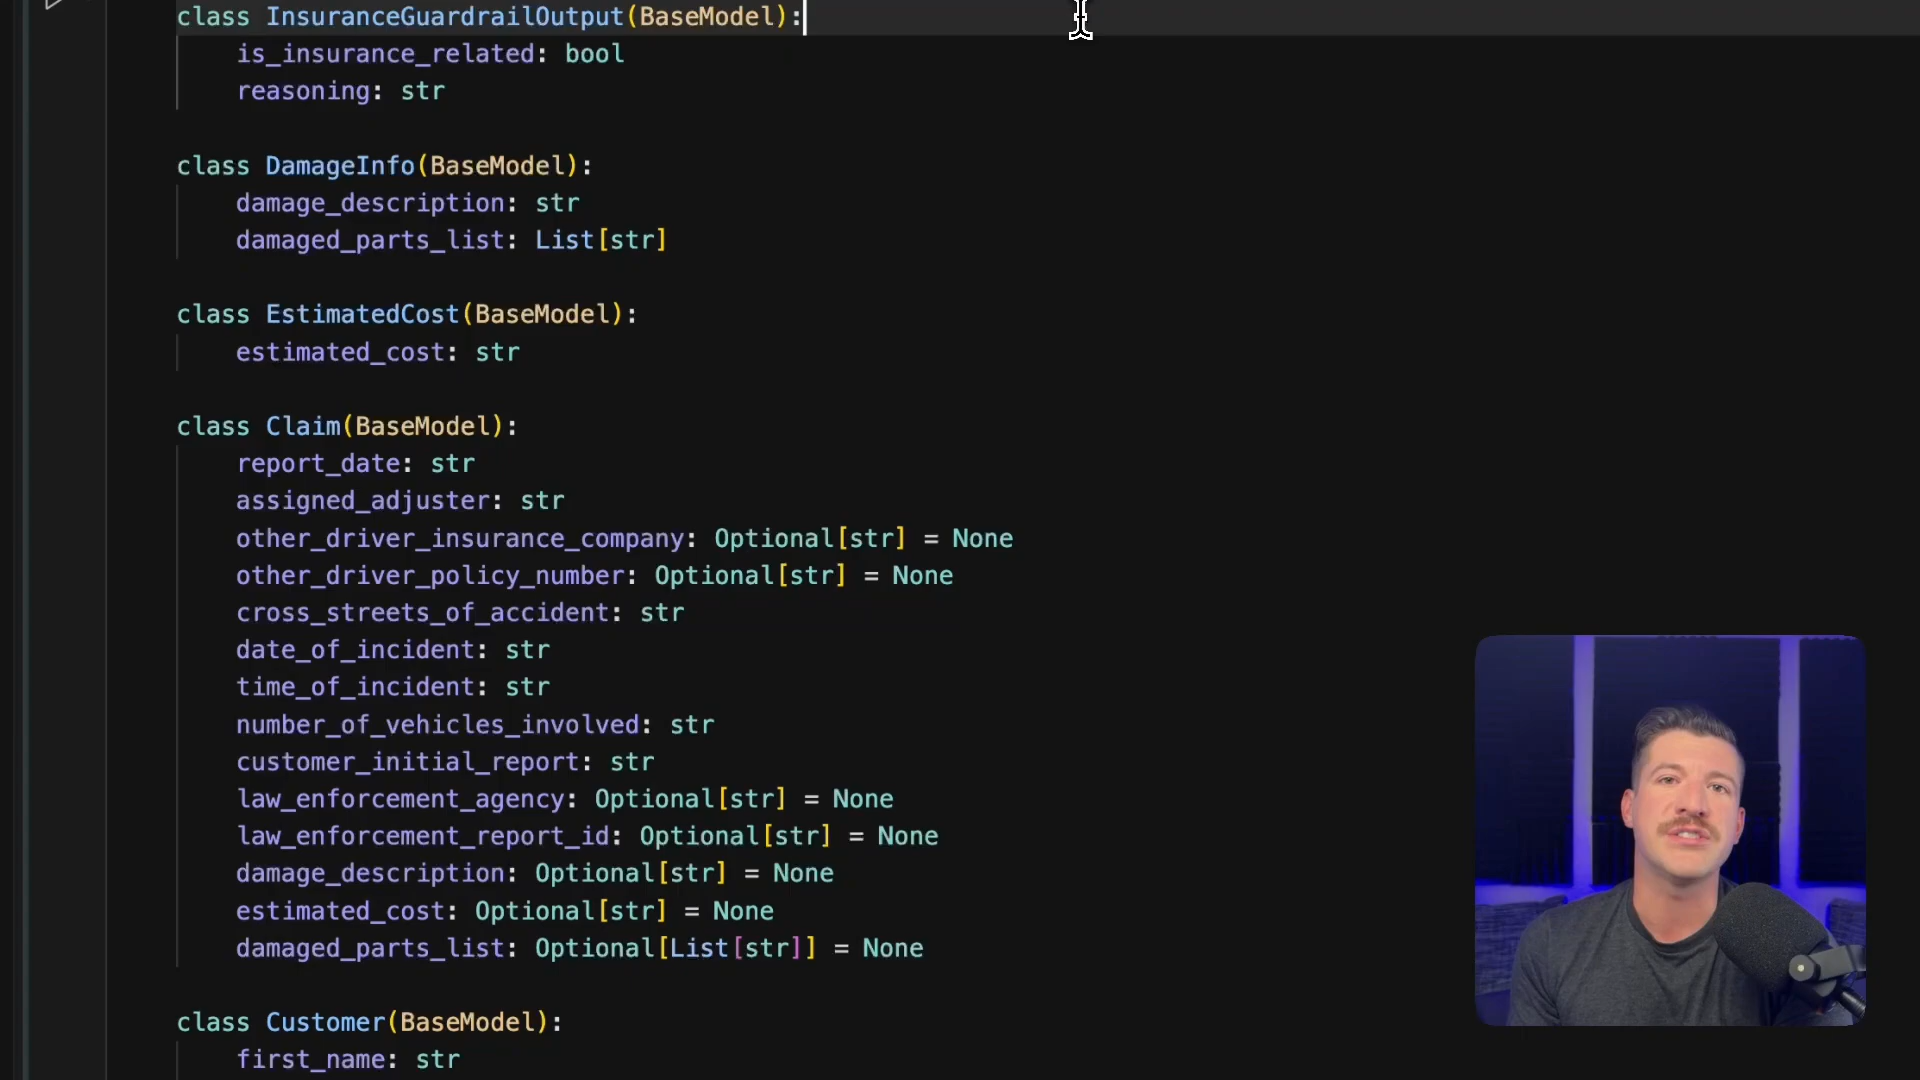 class InsuranceGuardrailOutput(BaseModel):
is_insurance_related: bool
reasoning: str
class DamageInfo(BaseModel):
damage_description: str
damaged_parts_list: List[str]
class EstimatedCost(BaseModel):
estimated_cost: str
class Claim(BaseModel):
report_date: str
assigned_adjuster: str
other_driver_insurance_company: Optional[str] = None
other_driver_policy_number: Optional[str] = None
cross_streets_of_accident: str
date_of_incident: str
time_of_incident: str
number_of_vehicles_involved: str
customer_initial_report: str
law_enforcement_agency: Optional[str] = None
law_enforcement_report_id: Optional[str] = None
damage_description: Optional[str] = None
estimated_cost: Optional[str] = None
damaged_parts_list: Optional[List[str]] = None
class Customer(BaseModel):
first_name: str